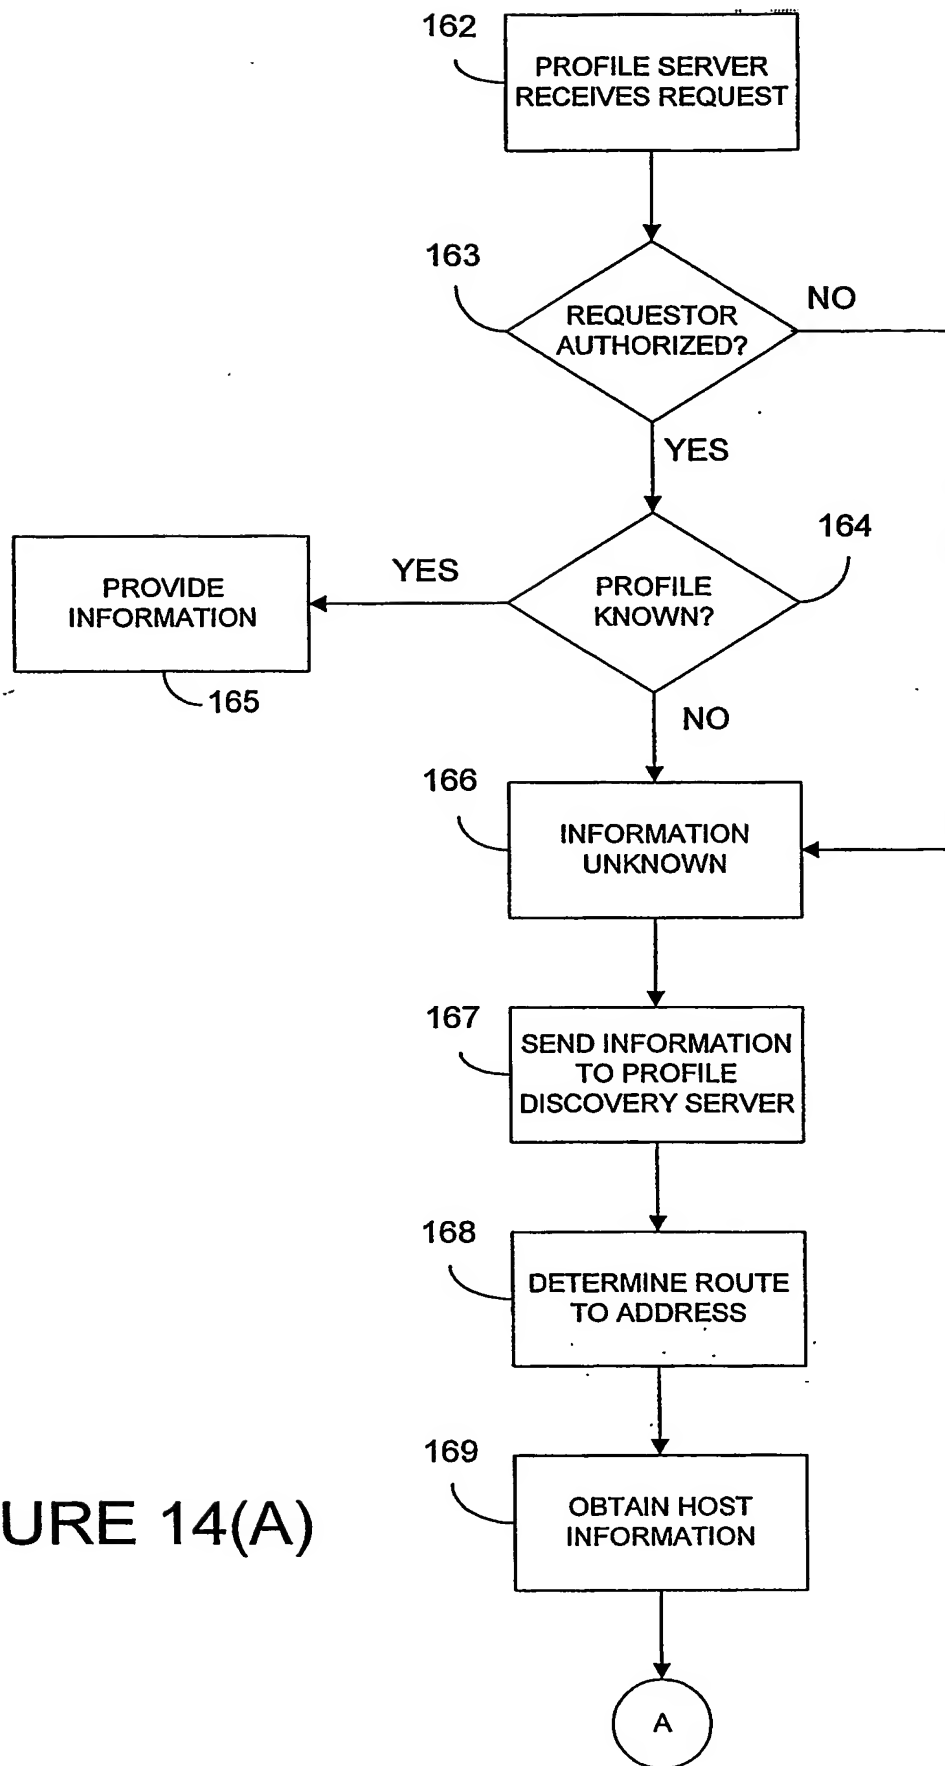 162
PROFILE SERVER
RECEIVES REQUEST
163
REQUESTOR
AUTHORIZED?
NO
YES
164
PROFILE
KNOWN?
YES
PROVIDE
INFORMATION
165
NO
166
INFORMATION
UNKNOWN
167
SEND INFORMATION
TO PROFILE
DISCOVERY SERVER
168
DETERMINE ROUTE
TO ADDRESS
169
OBTAIN HOST
INFORMATION
URE 14(A)
A